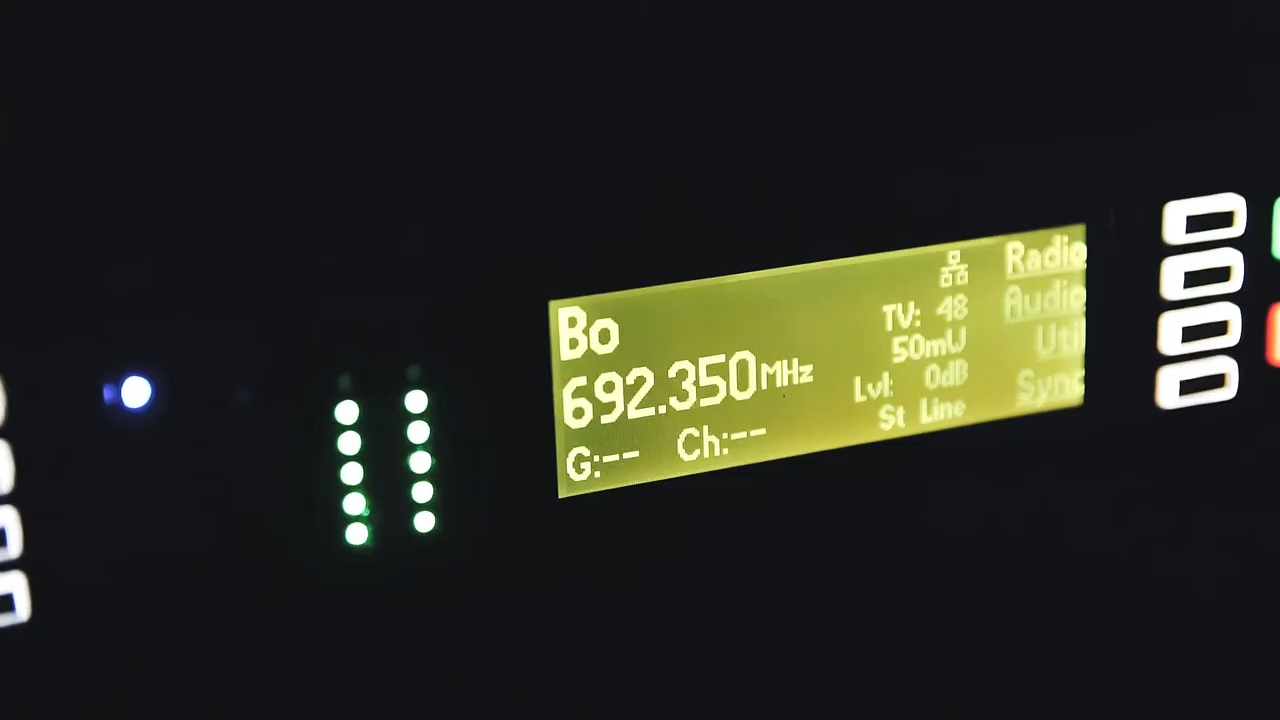 Bo
692.350MHz
G:-- Ch:--
TV: 48
50mW
Lvl: 0dB
St Line
Radio
Audio
Util
Sync